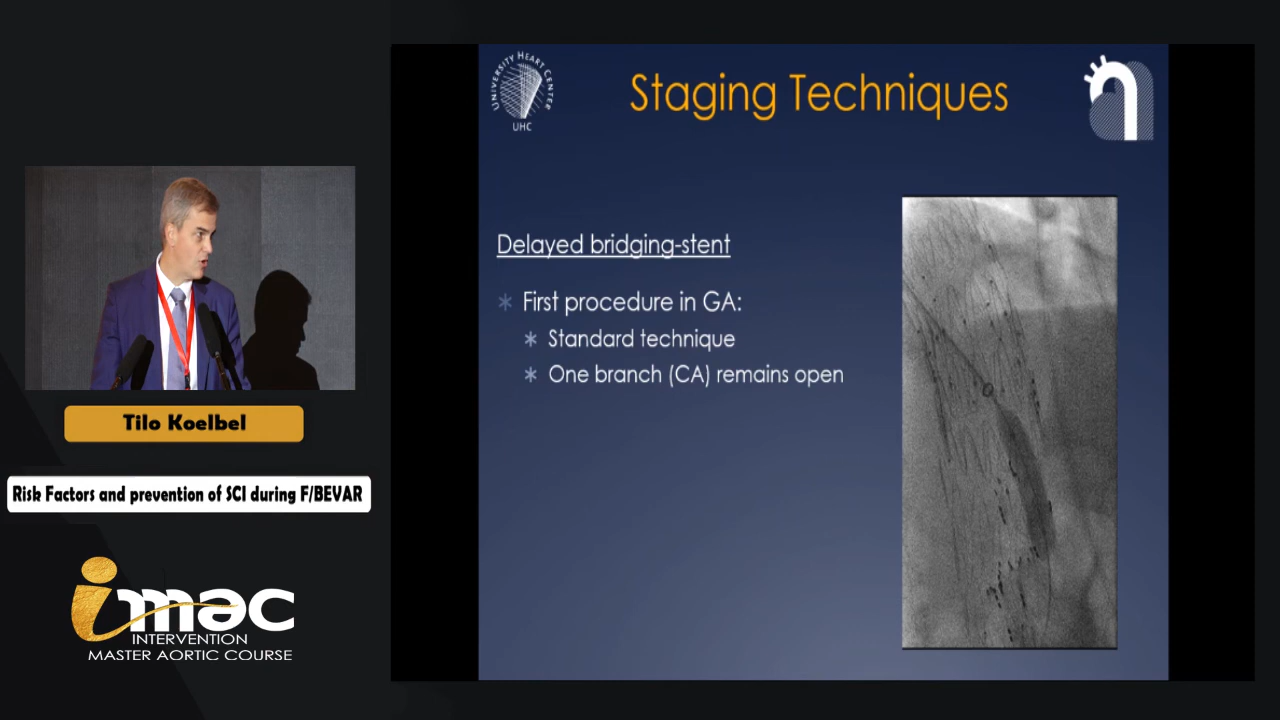 UNIVERSITY HEART CENTER
UHC
Staging Techniques
Delayed bridging-stent
First procedure in GA:
Standard technique
One branch (CA) remains open
Tilo Koelbel
Risk Factors and prevention of SCI during F/BEVAR
imac
INTERVENTION
MASTER AORTIC COURSE